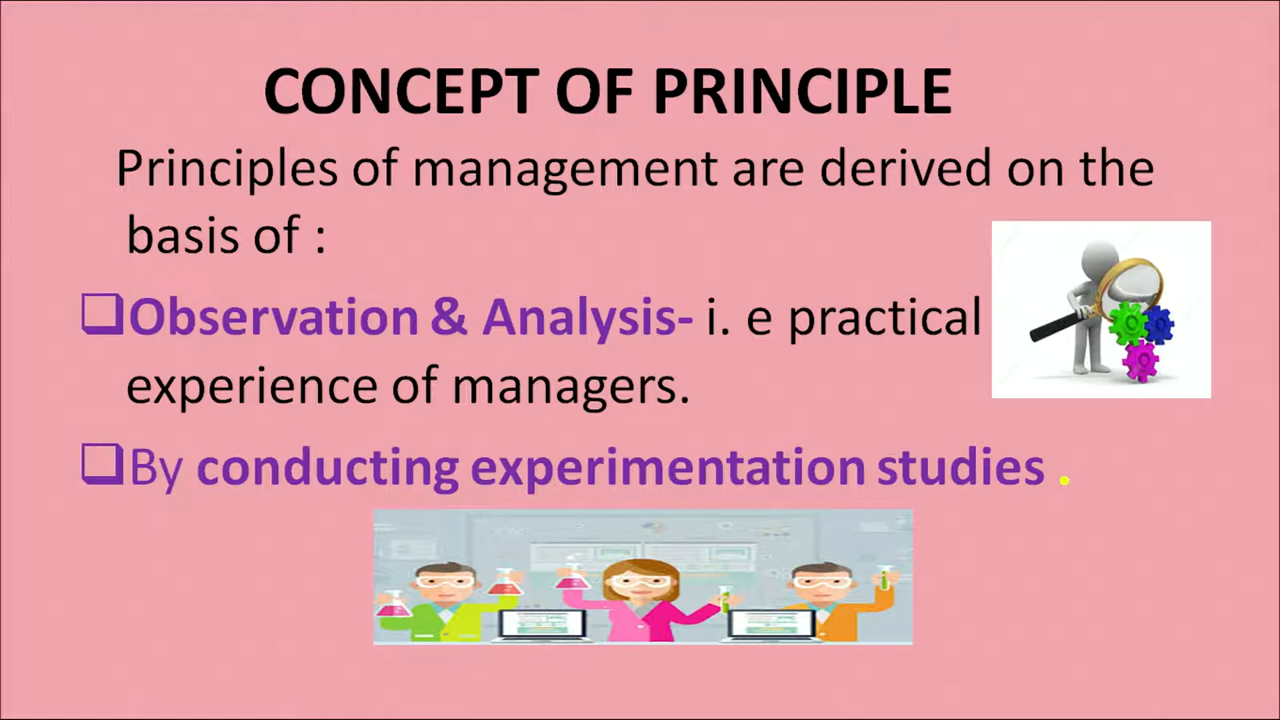 CONCEPT OF PRINCIPLE
Principles of management are derived on the
basis of :
❑Observation & Analysis- i. e practical
experience of managers.
❑By conducting experimentation studies .